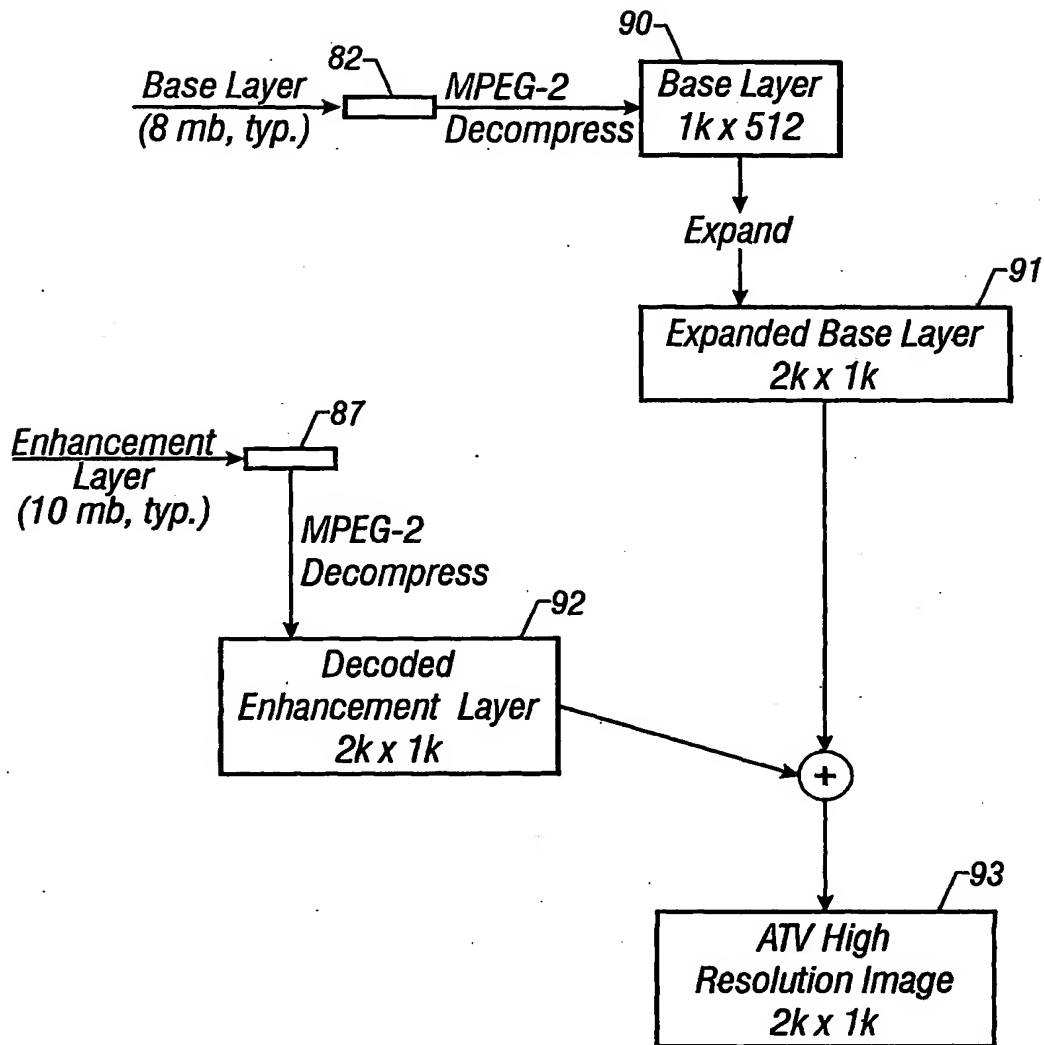 90
82
Base Layer
(8 mb, typ.)
MPEG-2
Decompress
Base Layer
1k x 512
Expand
91
Expanded Base Layer
2k x 1k
87
Enhancement
Layer
(10 mb, typ.)
MPEG-2
Decompress
92
Decoded
Enhancement Layer
2k x 1k
+
93
ATV High
Resolution Image
2k x 1k